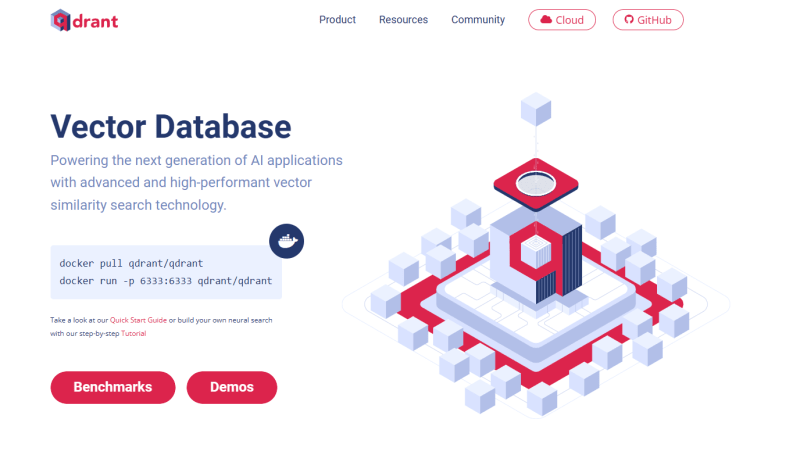 qdrant
Product Resources Community Cloud GitHub
Vector Database
Powering the next generation of AI applications
with advanced and high-performant vector
similarity search technology.
docker pull qdrant/qdrant
docker run -p 6333:6333 qdrant/qdrant
Take a look at our Quick Start Guide or build your own neural search
with our step-by-step Tutorial
Benchmarks Demos